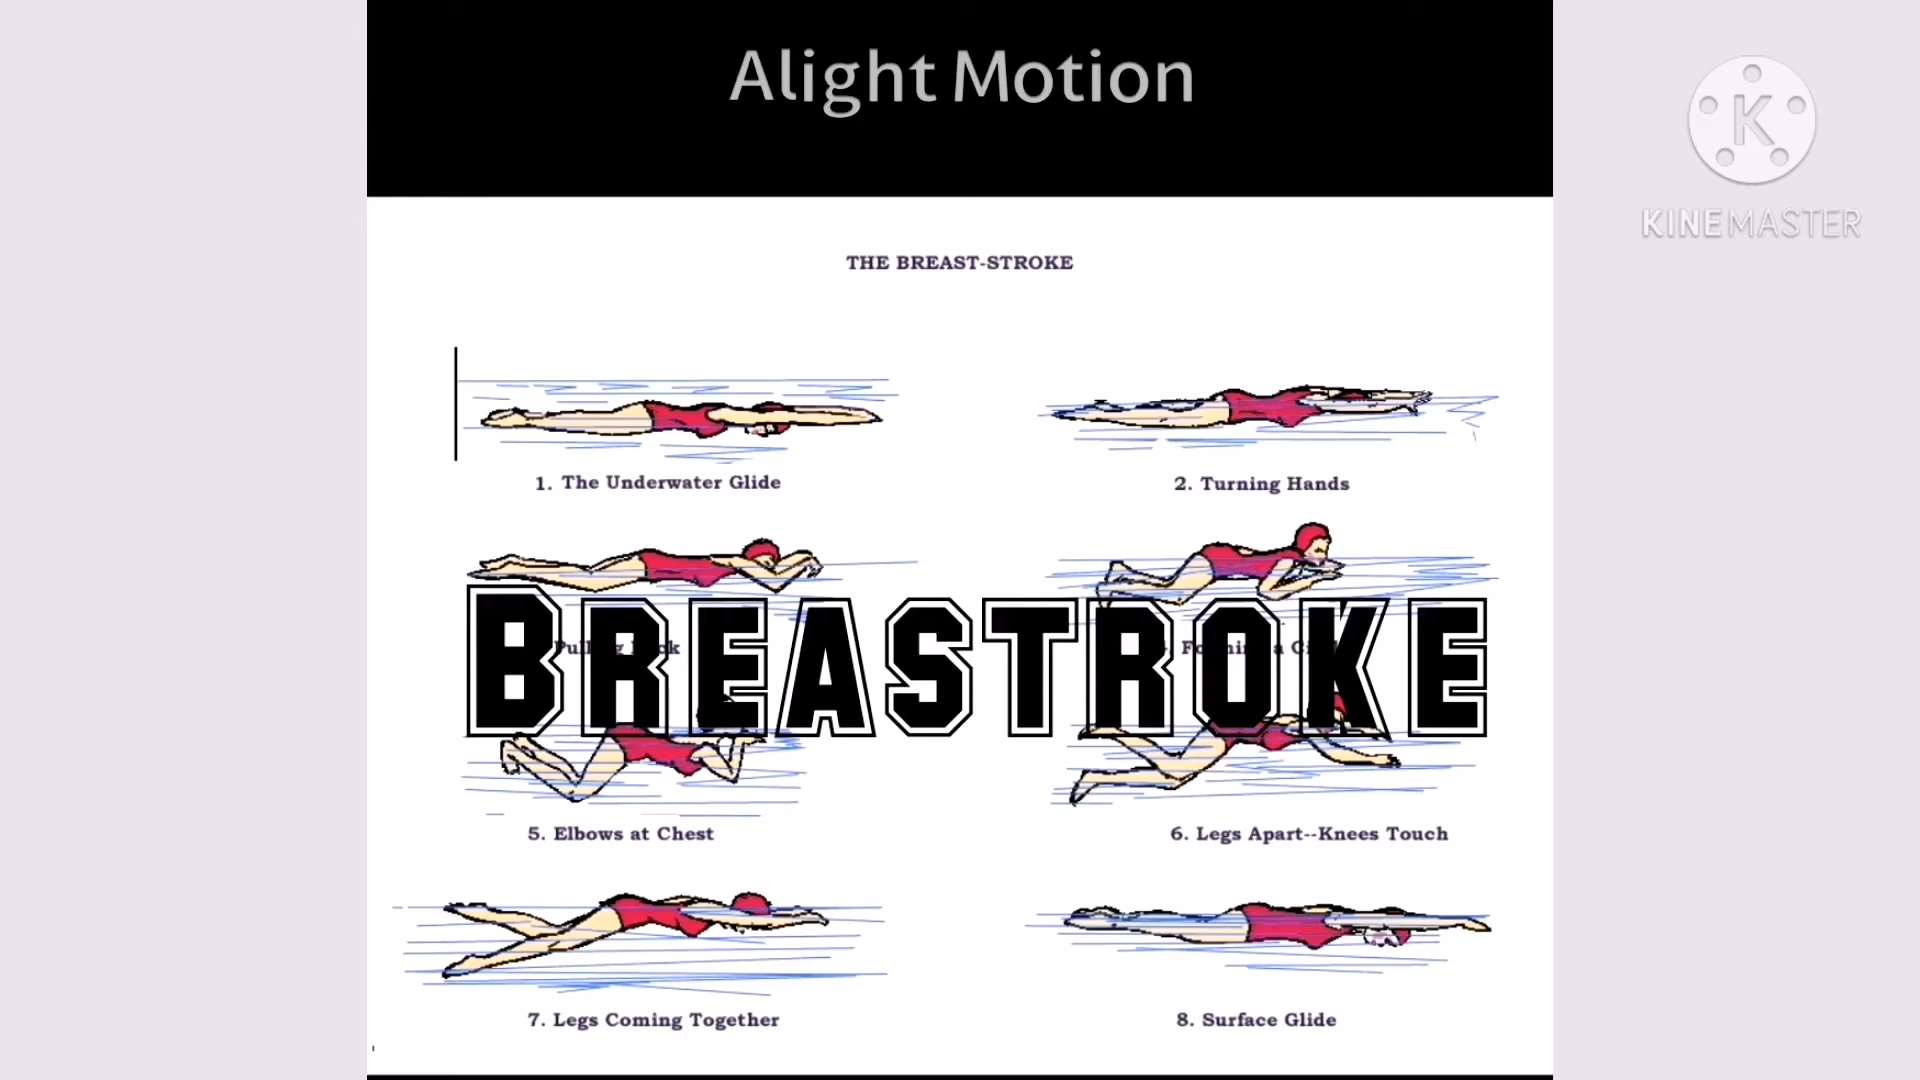 Alight Motion
K
KINEMASTER
THE BREAST-STROKE
1. The Underwater Glide
2. Turning Hands
BREASTROKE
5. Elbows at Chest
6. Legs Apart--Knees Touch
7. Legs Coming Together
8. Surface Glide